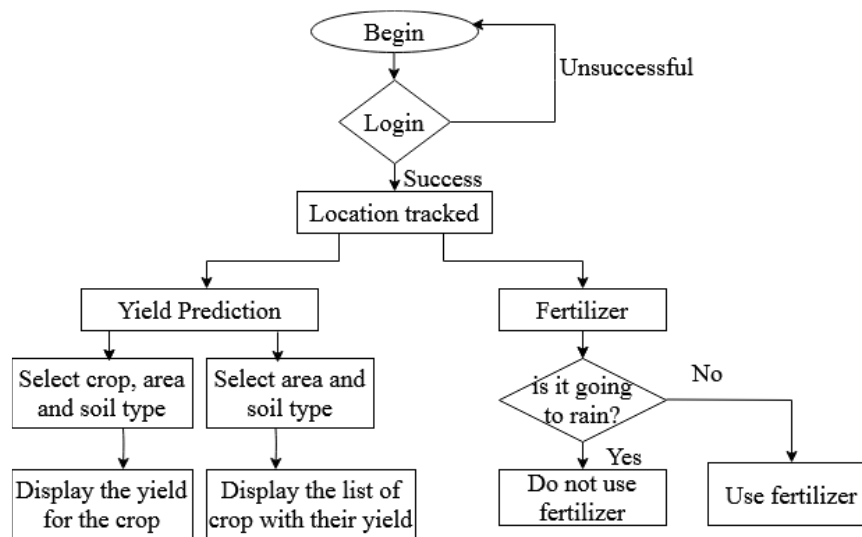 Begin
Unsuccessful
Login
Success
Location tracked
Yield Prediction
Fertilizer
Select crop, area
and soil type
Select area and
soil type
is it going
to rain?
No
Yes
Display the yield
for the crop
Display the list of
crop with their yield
Do not use
fertilizer
Use fertilizer